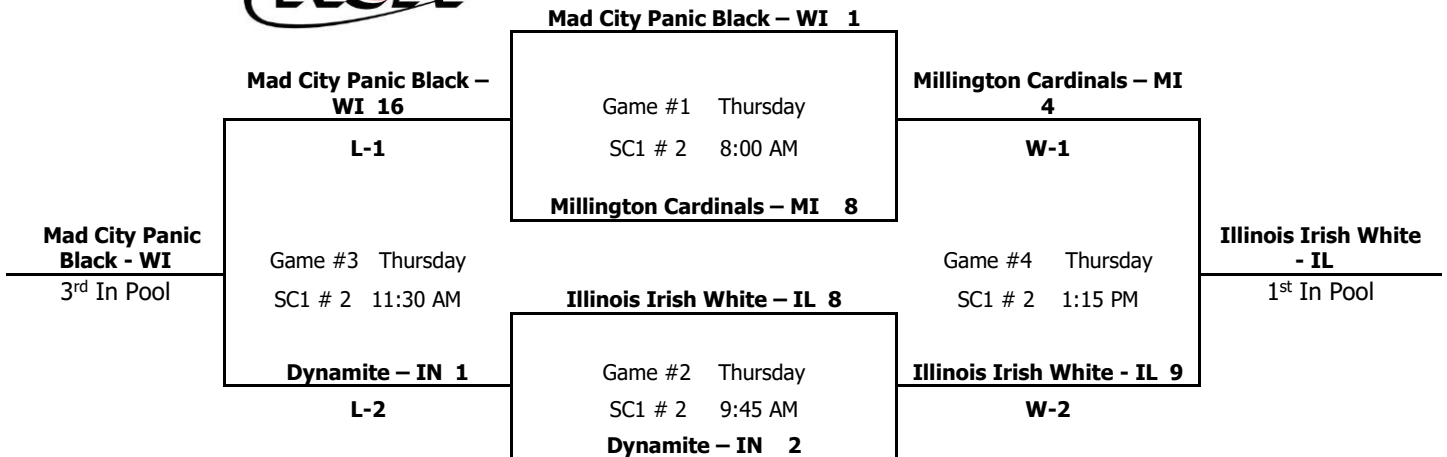 Mad City Panic Black – WI 1
Mad City Panic Black –
WI 16
Millington Cardinals – MI
4
Game #1 Thursday
L-1
SC1 # 2 8:00 AM
W-1
Millington Cardinals – MI 8
Mad City Panic
Black - WI
Illinois Irish White
- IL
Game #3 Thursday
Game #4 Thursday
3rd In Pool
SC1 # 2 11:30 AM
Illinois Irish White – IL 8
SC1 # 2 1:15 PM
1st In Pool
Dynamite – IN 1
Game #2 Thursday
Illinois Irish White - IL 9
L-2
SC1 # 2 9:45 AM
W-2
Dynamite – IN 2